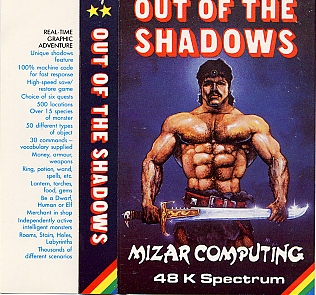 REAL-TIME
GRAPHIC
ADVENTURE
Unique shadows
feature
100% machine code
for fast response
High-speed save/
restore game
Choice of six quests
500 locations
Over 15 species
of monster
50 different types
of object
30 commands –
vocabulary supplied
Money, armour,
weapons
Ring, potion, wand,
spells, etc.
Lantern, torches,
food, gems
Be a Dwarf,
Human or Elf
Merchant in shop
Independently active
intelligent monsters
Rooms, Stairs, Holes,
Labyrinths
Thousands of
different scenarios
OUT OF THE SHADOWS
OUT OF THE
SHADOWS
MIZAR COMPUTING
48 K Spectrum